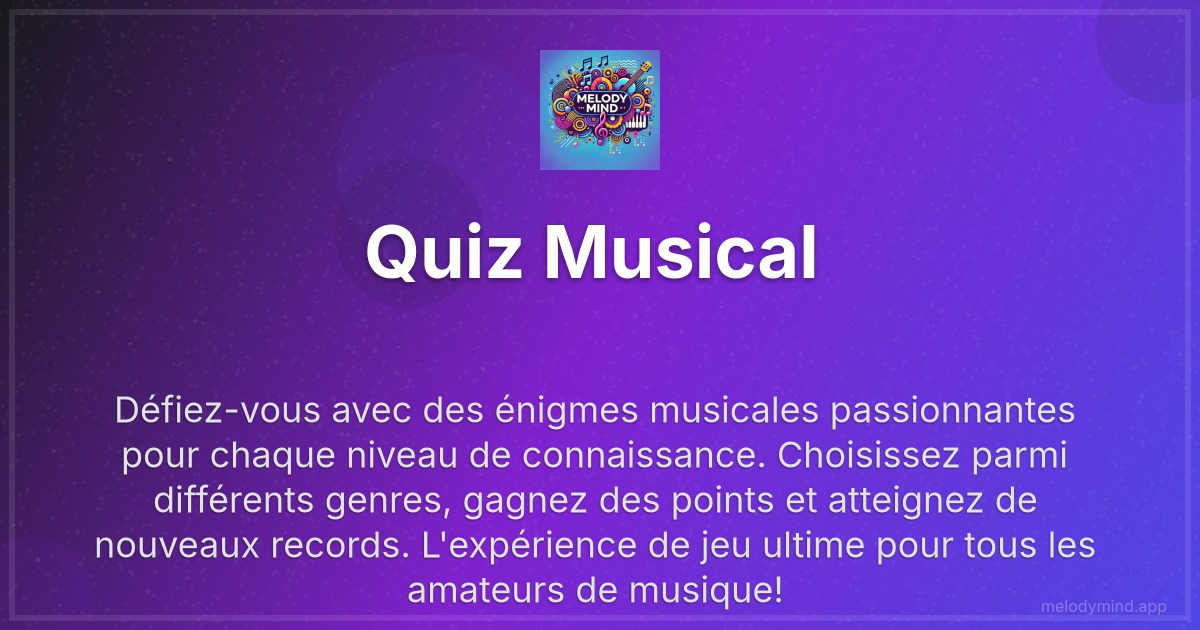 MELODY
MIND
Quiz Musical
Défiez-vous avec des énigmes musicales passionnantes
pour chaque niveau de connaissance. Choisissez parmi
différents genres, gagnez des points et atteignez de
nouveaux records. L'expérience de jeu ultime pour tous les
amateurs de musique!
melodymind.app